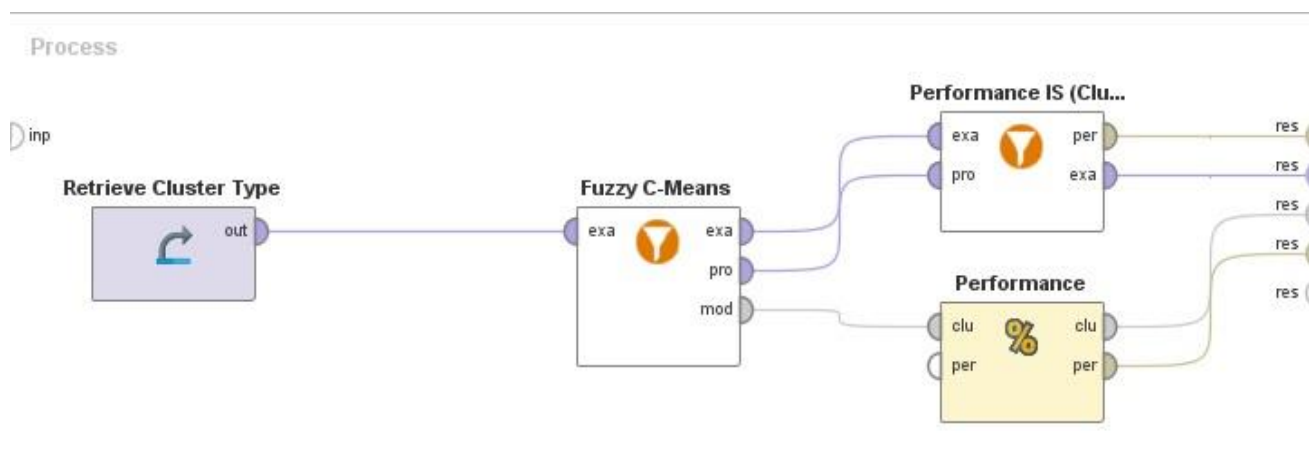 Process
inp
Retrieve Cluster Type
out
Fuzzy C-Means
exa
exa
pro
mod
Performance IS (Clu...
exa
per
pro
exa
Performance
%
clu
clu
per
per
res
res
res
res
res